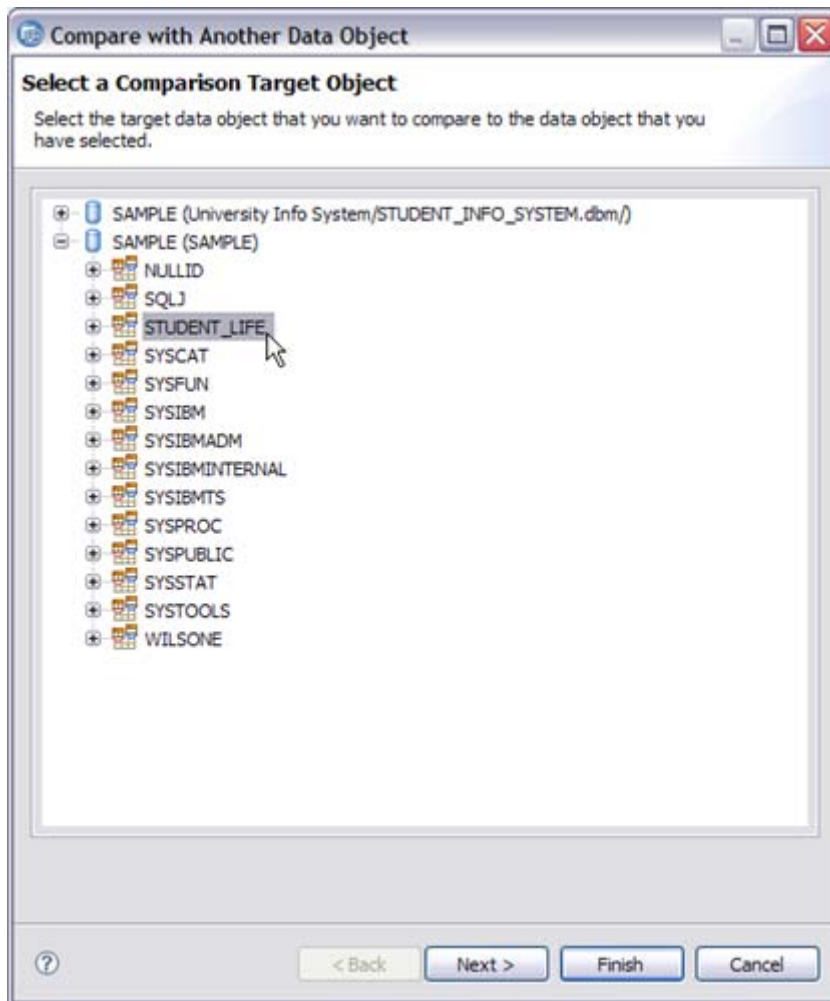 Compare with Another Data Object
Select a Comparison Target Object
Select the target data object that you want to compare to the data object that you
have selected.
SAMPLE (University Info System/STUDENT_INFO_SYSTEM.dbm/)
SAMPLE (SAMPLE)
NULLID
SQLJ
STUDENT_LIFE
SYSCAT
SYSFUN
SYSIBM
SYSIBMADM
SYSIBMINTERNAL
SYSIBMTS
SYSPROC
SYSPUBLIC
SYSSTAT
SYSTOOLS
WILSONE
< Back Next > Finish Cancel